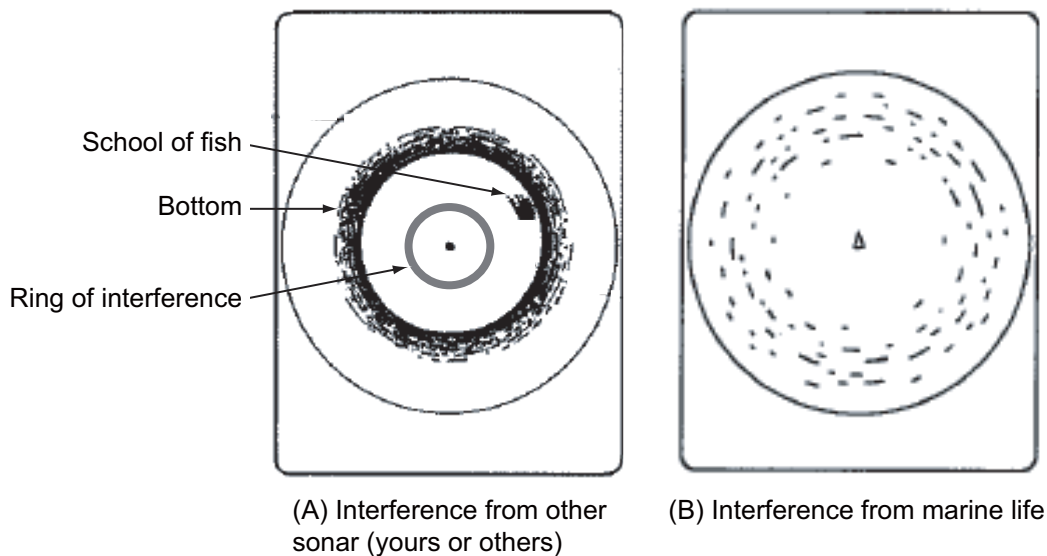 School of fish
Bottom
Ring of interference
(A) Interference from other
sonar (yours or others)
(B) Interference from marine life